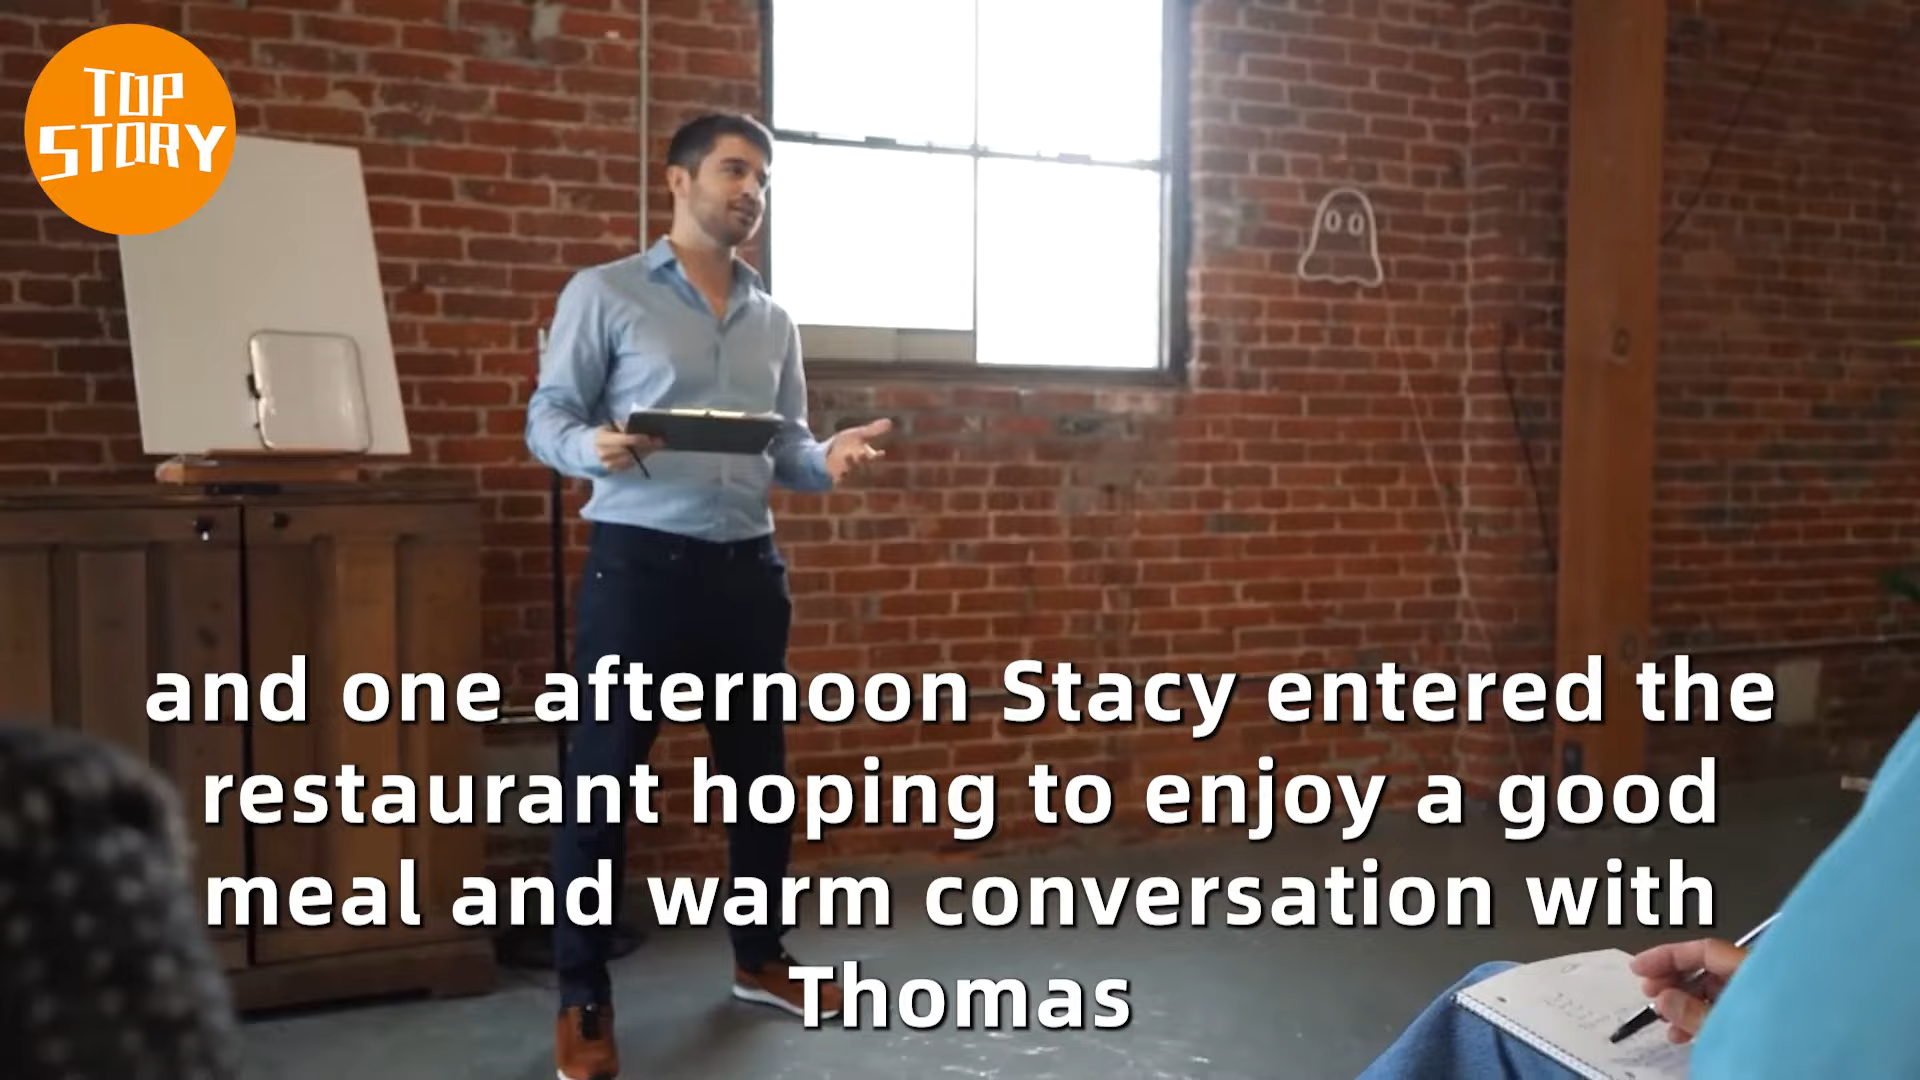 TOP
STORY
and one afternoon Stacy entered the
restaurant hoping to enjoy a good
meal and warm conversation with
Thomas